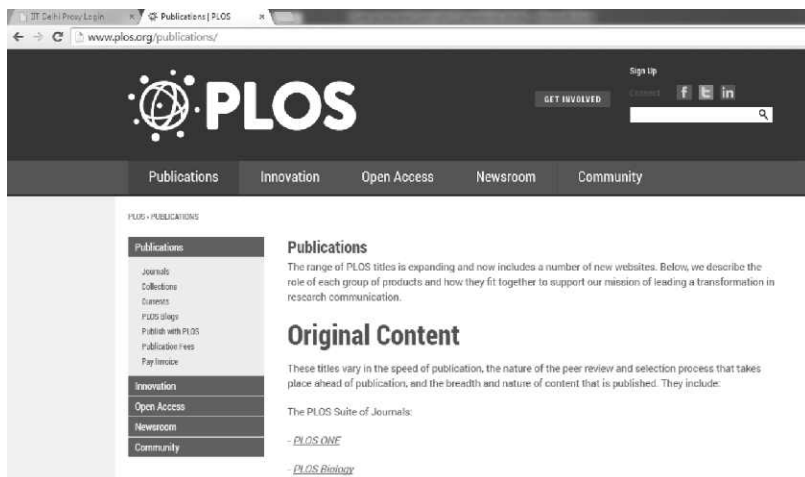 IIT Delhi Proxy Login
Publications | PLOS
www.plos.org/publications/
PLOS
GET INVOLVED
Sign Up
Connect
f t in
Publications Innovation Open Access Newsroom Community
PLOS › PUBLICATIONS
Publications
Journals
Collections
Currents
PLOS Blogs
Publish with PLOS
Publication Fees
Pay Invoice
Innovation
Open Access
Newsroom
Community
Publications
The range of PLOS titles is expanding and now includes a number of new websites. Below, we describe the
role of each group of products and how they fit together to support our mission of leading a transformation in
research communication.
Original Content
These titles vary in the speed of publication, the nature of the peer review and selection process that takes
place ahead of publication, and the breadth and nature of content that is published. They include:
The PLOS Suite of Journals:
- PLOS ONE
- PLOS Biology